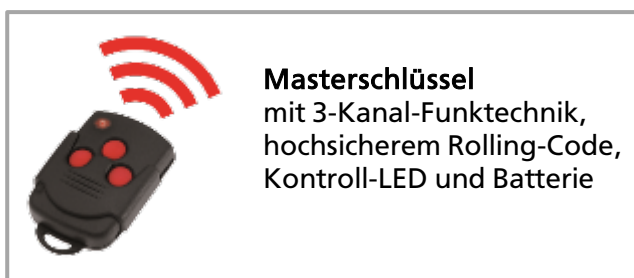 Masterschlüssel
mit 3-Kanal-Funktechnik,
hochsicherem Rolling-Code,
Kontroll-LED und Batterie